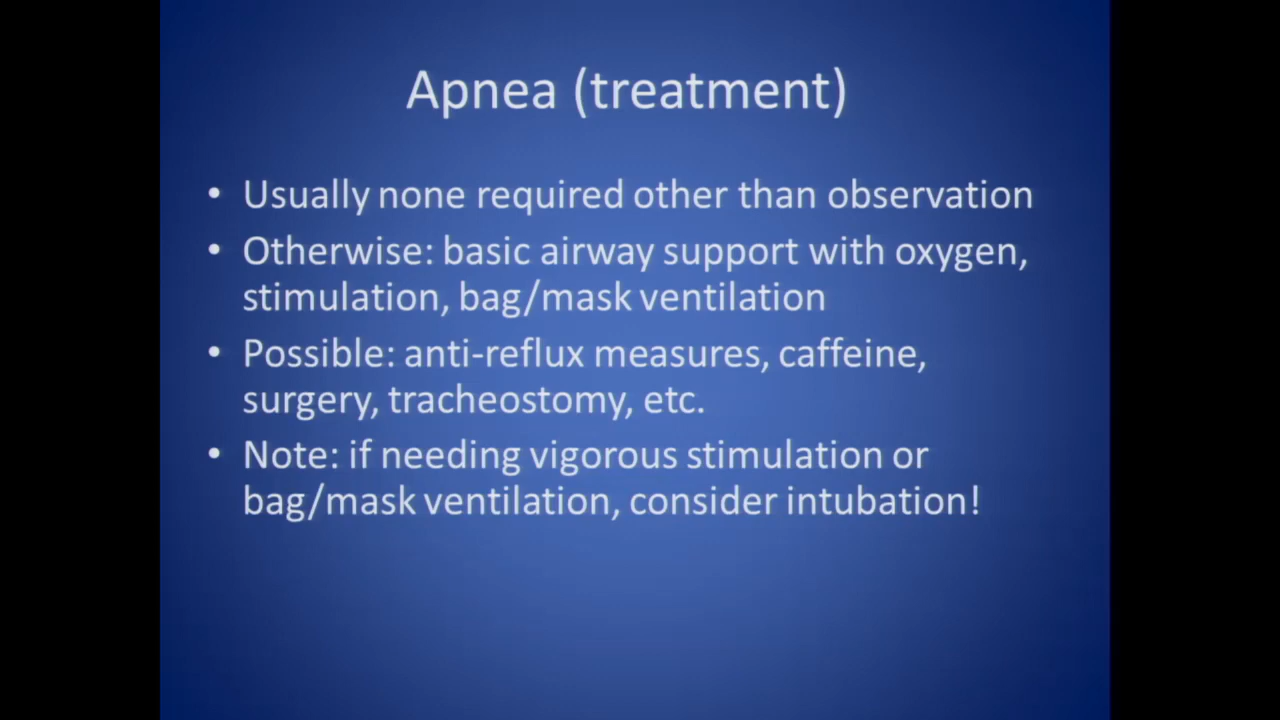 Apnea (treatment)
• Usually none required other than observation
• Otherwise: basic airway support with oxygen,
stimulation, bag/mask ventilation
• Possible: anti-reflux measures, caffeine,
surgery, tracheostomy, etc.
• Note: if needing vigorous stimulation or
bag/mask ventilation, consider intubation!